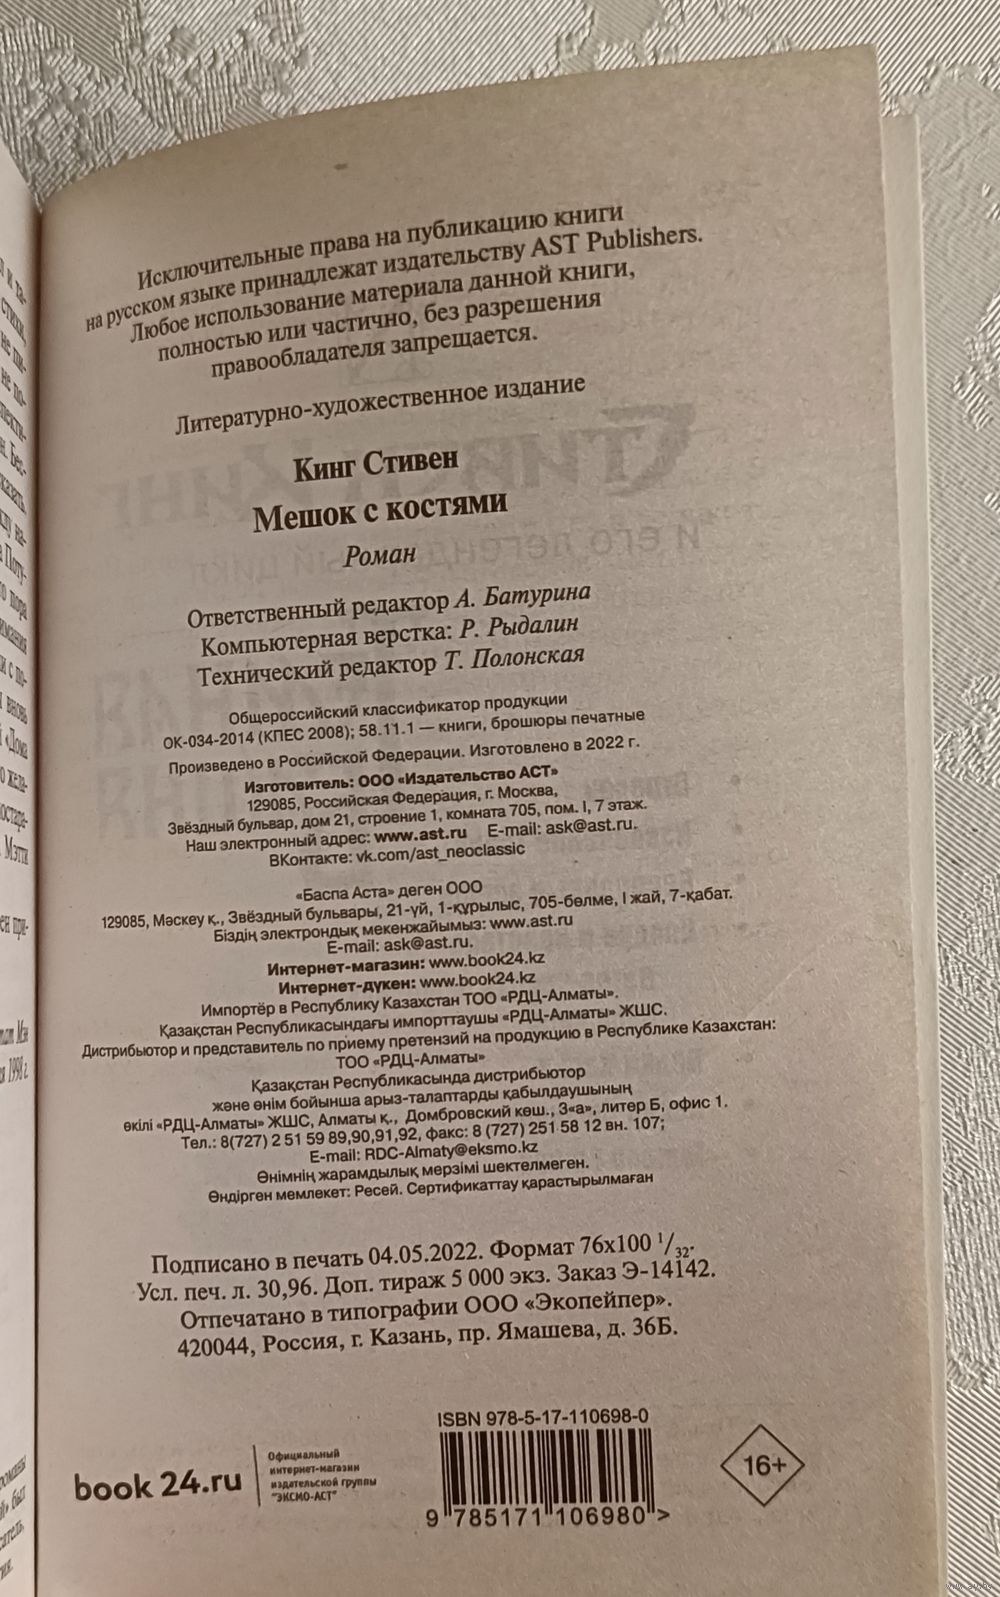 Исключительные права на публикацию книги
на русском языке принадлежат издательству AST Publishers.
Любое использование материала данной книги,
полностью или частично, без разрешения
правообладателя запрещается.
Литературно-художественное издание
Кинг Стивен
Мешок с костями
Роман
Ответственный редактор А. Батурина
Компьютерная верстка: Р. Рыдалин
Технический редактор Т. Полонская
Общероссийский классификатор продукции
ОК-034-2014 (КПЕС 2008); 58.11.1 — книги, брошюры печатные
Произведено в Российской Федерации. Изготовлено в 2022 г.
Изготовитель: ООО «Издательство АСТ»
129085, Российская Федерация, г. Москва,
Звёздный бульвар, дом 21, строение 1, комната 705, пом. I, 7 этаж.
Наш электронный адрес: www.ast.ru E-mail: ask@ast.ru.
ВКонтакте: vk.com/ast_neoclassic
«Баспа Аста» деген ООО
129085, Мәскеу қ., Звёздный бульвары, 21-үй, 1-құрылыс, 705-бөлме, I жай, 7-қабат.
Біздің электрондық мекенжайымыз: www.ast.ru
E-mail: ask@ast.ru.
Интернет-магазин: www.book24.kz
Интернет-дүкен: www.book24.kz
Импортёр в Республику Казахстан ТОО «РДЦ-Алматы».
Қазақстан Республикасындағы импорттаушы «РДЦ-Алматы» ЖШС.
Дистрибьютор и представитель по приему претензий на продукцию в Республике Казахстан:
ТОО «РДЦ-Алматы»
Қазақстан Республикасында дистрибьютор
және өнім бойынша арыз-талаптарды қабылдаушының
өкілі «РДЦ-Алматы» ЖШС, Алматы қ., Домбровский көш., 3«а», литер Б, офис 1.
Тел.: 8(727) 2 51 59 89,90,91,92, факс: 8 (727) 251 58 12 вн. 107;
E-mail: RDC-Almaty@eksmo.kz
Өнімнің жарамдылық мерзімі шектелмеген.
Өндірген мемлекет: Ресей. Сертификаттау қарастырылмаған
Подписано в печать 04.05.2022. Формат 76х100 1/32.
Усл. печ. л. 30,96. Доп. тираж 5 000 экз. Заказ Э-14142.
Отпечатано в типографии ООО «Экопейпер».
420044, Россия, г. Казань, пр. Ямашева, д. 36Б.
ISBN 978-5-17-110698-0
book 24.ru
Официальный
интернет-магазин
издательской группы
"ЭКСМО-АСТ"
9 785171 106980 >
16+